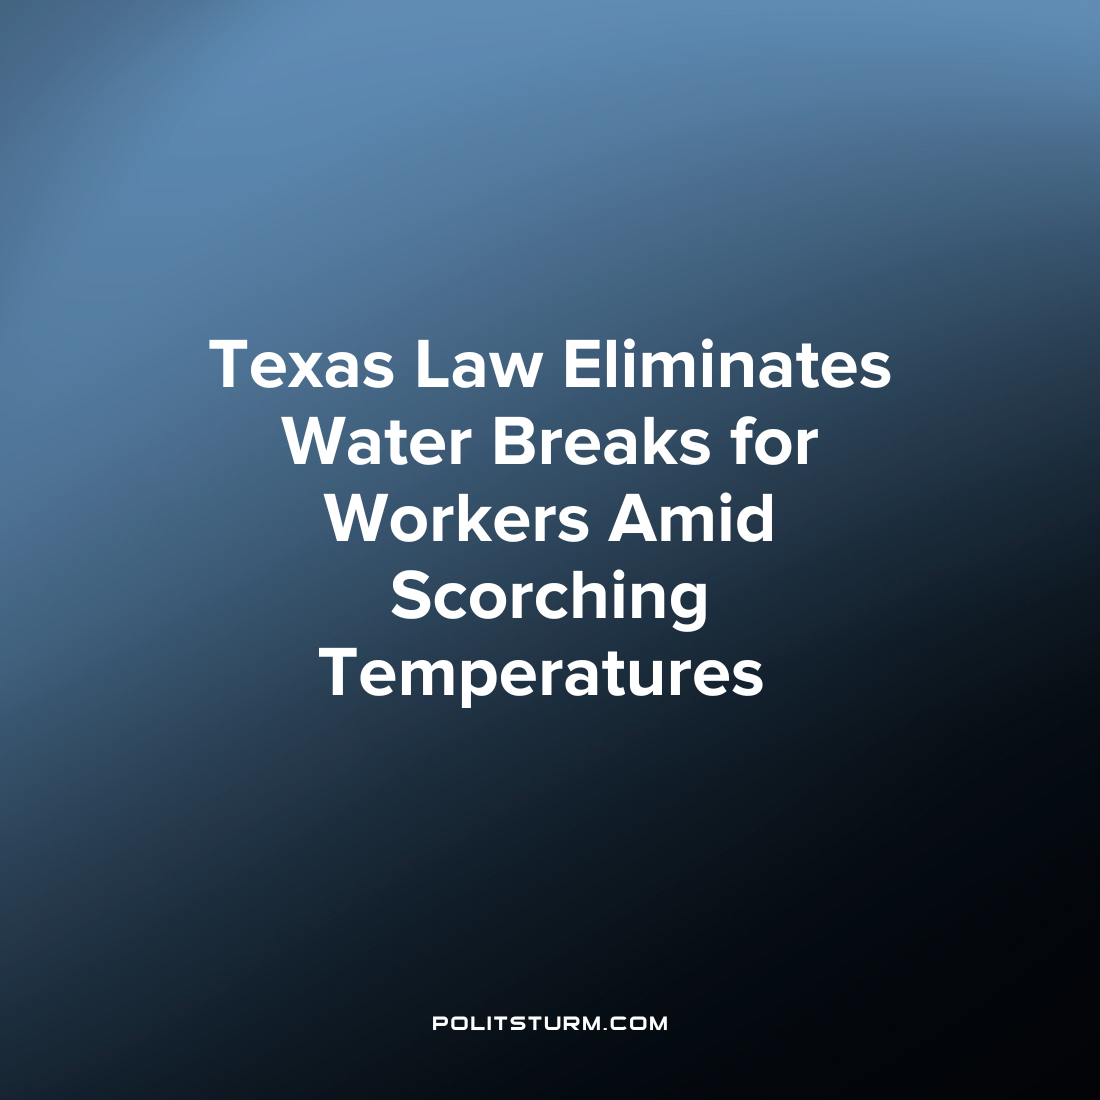 Texas Law Eliminates
Water Breaks for
Workers Amid
Scorching
Temperatures
POLITSTURM.COM